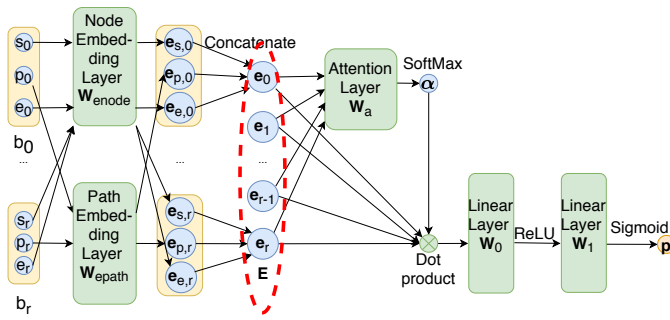 s0
p0
e0
b0
...
sr
pr
er
br
Node
Embed-
ding
Layer
Wenode
Path
Embed-
ding
Layer
Wepath
es,0
ep,0
ee,0
...
es,r
ep,r
ee,r
Concatenate
e0
e1
...
er-1
er
E
Attention
Layer
Wa
SoftMax
α
Dot
product
Linear
Layer
W0
ReLU
Linear
Layer
W1
Sigmoid
p